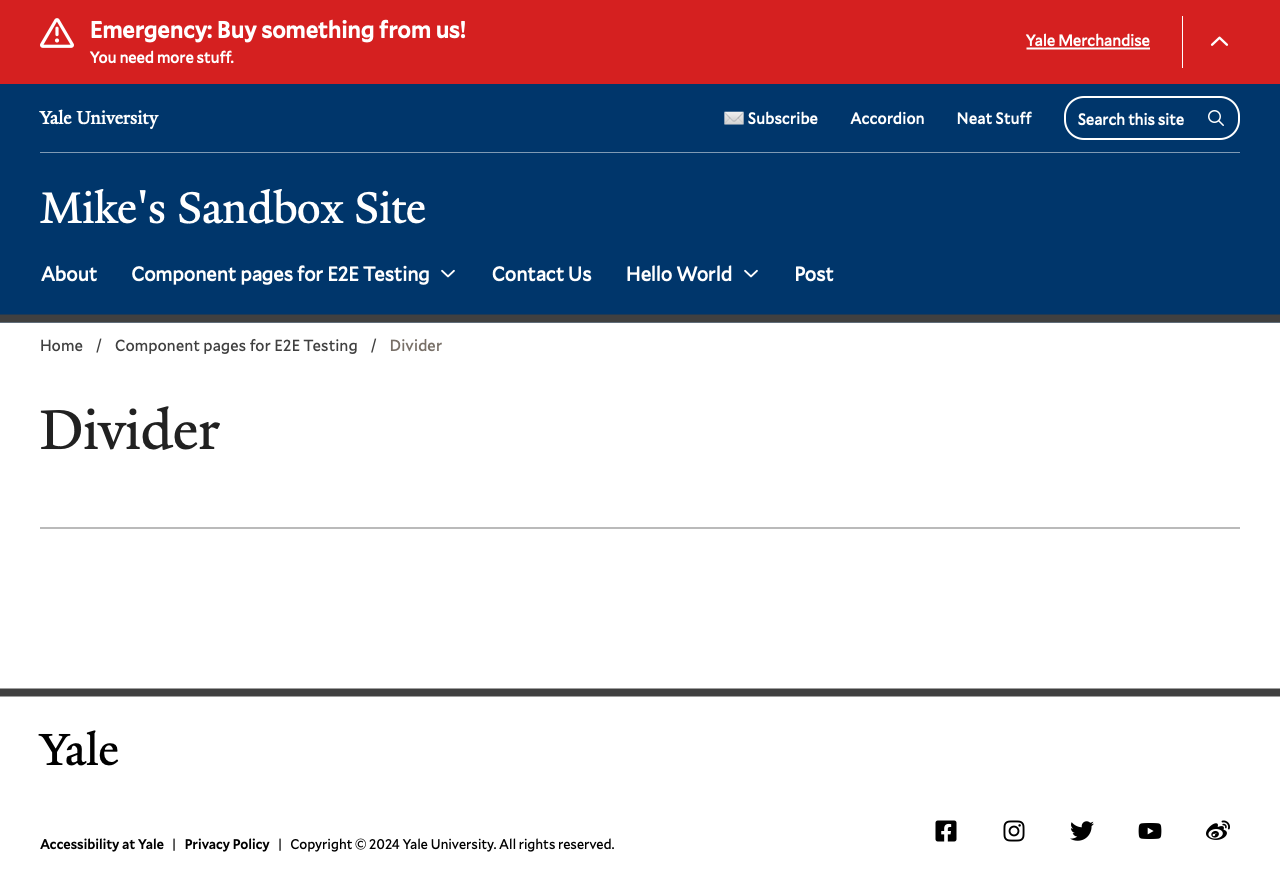 Emergency: Buy something from us!
You need more stuff.
Yale Merchandise
Yale University
Subscribe
Accordion
Neat Stuff
Search this site
Mike's Sandbox Site
About
Component pages for E2E Testing
Contact Us
Hello World
Post
Home / Component pages for E2E Testing / Divider
Divider
Yale
Accessibility at Yale | Privacy Policy | Copyright © 2024 Yale University. All rights reserved.